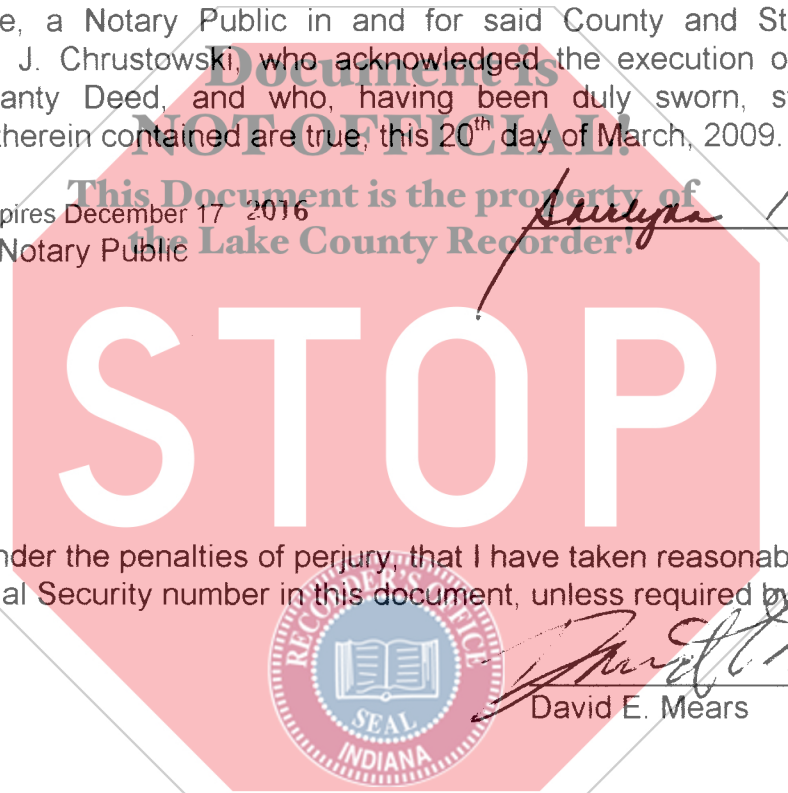 e, a Notary Public in and for said County and St
J. Chrustowski, who acknowledged the execution o
anty Deed, and who, having been duly sworn, s
therein contained are true, this 20th day of March, 2009.
Document is
NOT OFFICIAL!
This Document is the property of
the Lake County Recorder!
pires December 17 2016
Notary Public
STOP
nder the penalties of perjury, that I have taken reasonab
al Security number in this document, unless required by
RECORDER'S OFFICE
SEAL
INDIANA
David E. Mears